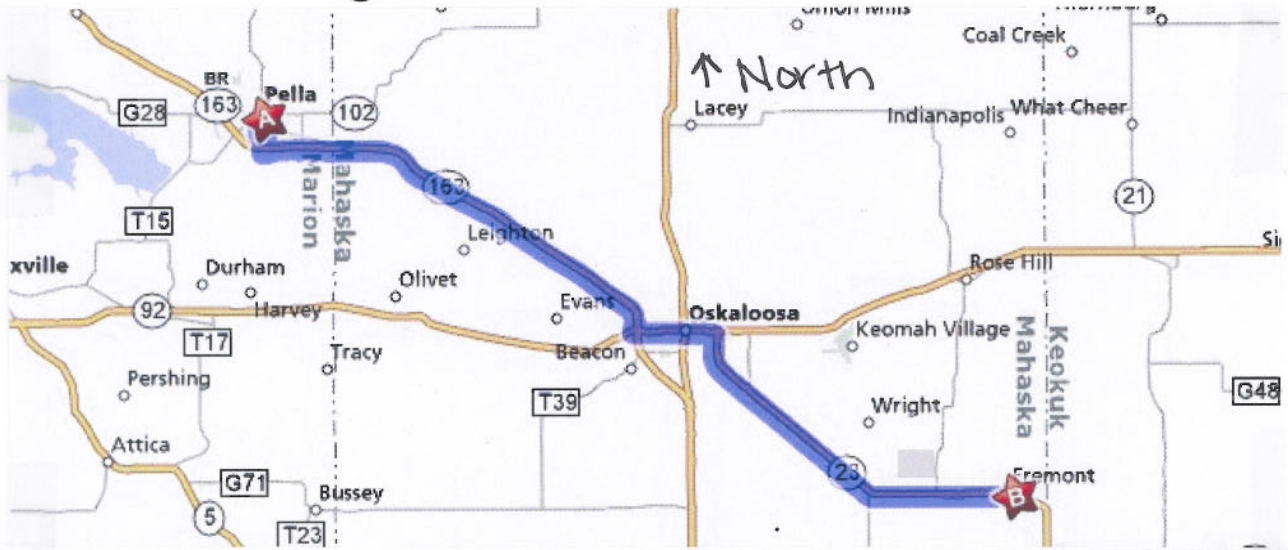 Coal Creek
↑ North
BR
163
Pella
A
G28
102
Lacey
Indianapolis
What Cheer
Mahaska
Marion
163
T15
21
Leighton
xville
Durham
Olivet
Rose Hill
92
Harvey
Evans
Oskaloosa
Keomah Village
T17
Tracy
Beacon
Keokuk
Mahaska
Pershing
T39
G48
Wright
Attica
G71
Bussey
23
Fremont
B
5
T23